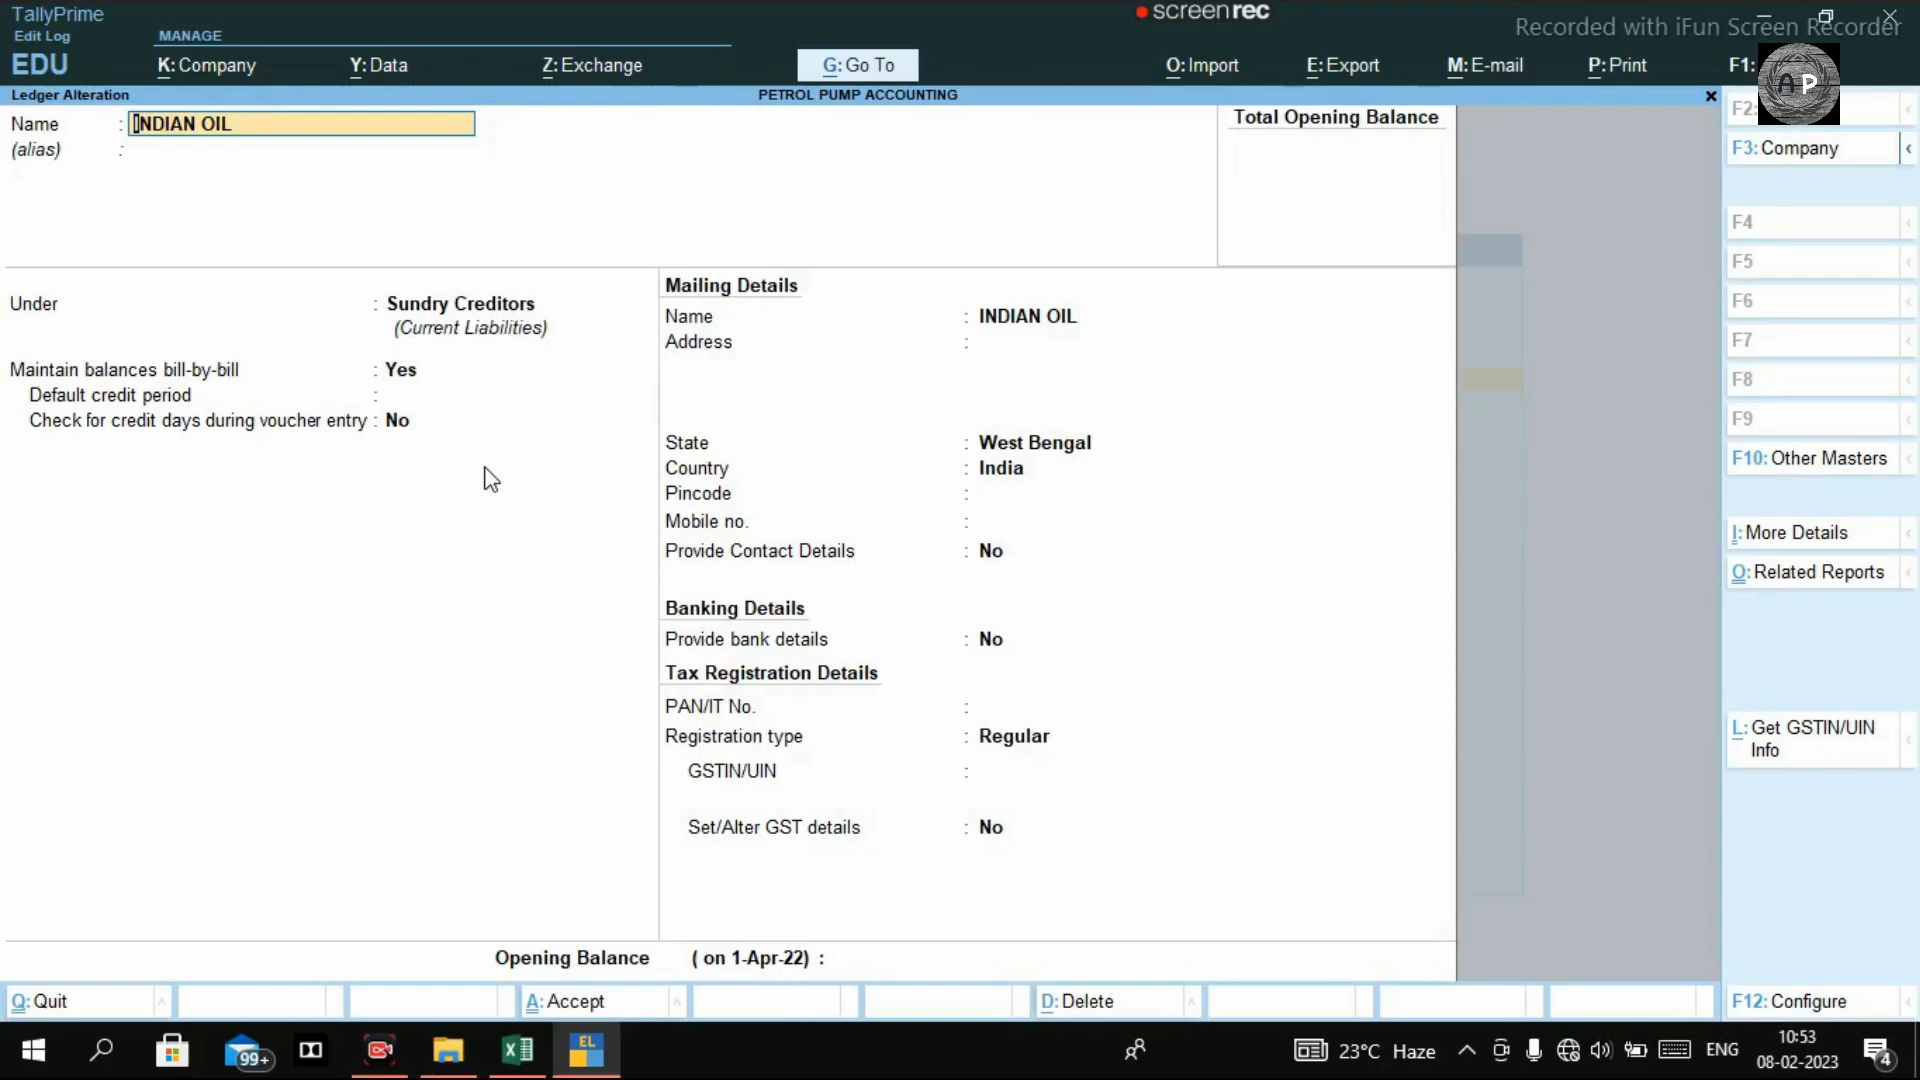 TallyPrime
Edit Log
EDU
MANAGE
K: Company
Y: Data
Z: Exchange
G: Go To
O: Import
E: Export
M: E-mail
P: Print
F1:
screenrec
Recorded with iFun Screen Recorder
AP
Ledger Alteration
PETROL PUMP ACCOUNTING
Name : INDIAN OIL
(alias) :
Total Opening Balance
Under : Sundry Creditors
(Current Liabilities)
Maintain balances bill-by-bill : Yes
Default credit period :
Check for credit days during voucher entry : No
Mailing Details
Name : INDIAN OIL
Address :
State : West Bengal
Country : India
Pincode :
Mobile no. :
Provide Contact Details : No
Banking Details
Provide bank details : No
Tax Registration Details
PAN/IT No. :
Registration type : Regular
GSTIN/UIN :
Set/Alter GST details : No
Opening Balance ( on 1-Apr-22) :
F2:
F3: Company
F4
F5
F6
F7
F8
F9
F10: Other Masters
I: More Details
O: Related Reports
L: Get GSTIN/UIN
Info
F12: Configure
Q: Quit
A: Accept
D: Delete
99+
EL
23°C Haze
ENG
10:53
08-02-2023
4